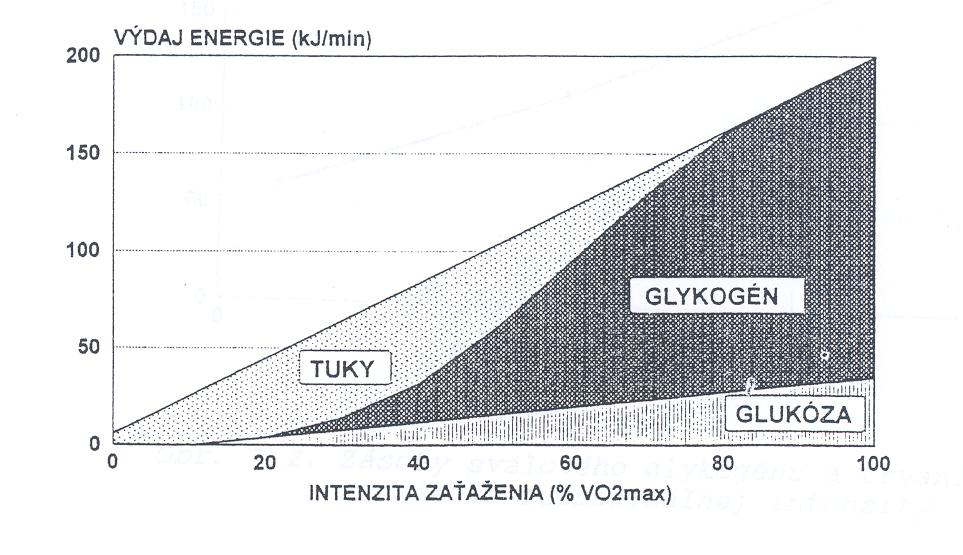 VÝDAJ ENERGIE (kJ/min)
200
150
100
50
0
GLYKOGÉN
TUKY
GLUKÓZA
0 20 40 60 80 100
INTENZITA ZAŤAŽENIA (% VO2max)